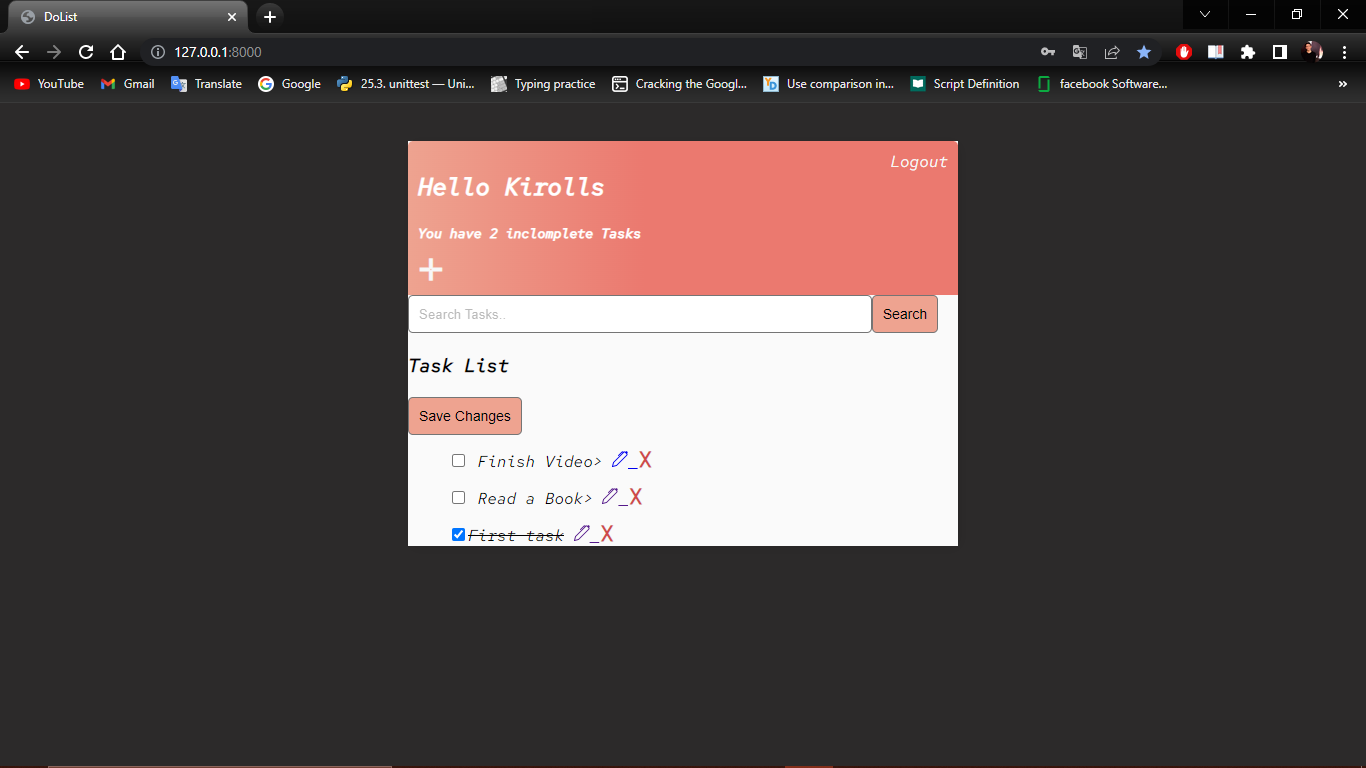 DoList
127.0.0.1:8000
YouTube Gmail Translate Google 25.3. unittest — Uni... Typing practice Cracking the Googl... Use comparison in... Script Definition facebook Software...
Logout
Hello Kirolls
You have 2 inclomplete Tasks
+
Search Tasks.. Search
Task List
Save Changes
Finish Video> _X
Read a Book> _X
First task _X